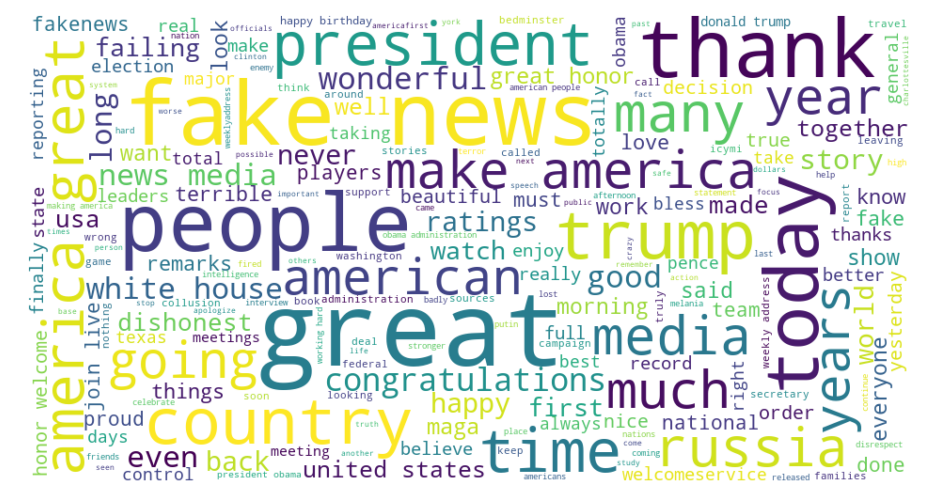 fakenews
real
happy birthday
americafirst
york
bedminster
donald trump
past
travel
officials
nation
clinton
enemy
failing
make
look
president
thank
obama
call
fact
general
charlottesville
election
major
wonderful
great honor
decision
think
around
american people
leaving
system
weeklyaddress
worse
reporting
america great
long
fake news
well
many
year
hard
taking
totally
love
true
icymi
together
want
total
possible
never
stories
called
terror
next
take
dollars
high
news media
players
make america
safe
story
leaders
making america
terrible
important
support
beautiful
speech
must
public
work
bless
statement
made
focus
help
know
state
usa
times
wrong
person
people
came
ratings
afternoon
trump
today
report
fake
thanks
finally
game
remarks
fired
others
obama administration
washington
watch
enjoy
crazy
remember
pence
last
show
better
base
white house
intelligence
american
really
good
action
said
weekly address
years
world
yesterday
stop
collusion
interview
book
administration
badly
sources
lost
morning
truly
melania
team
honor welcome
join live
nothing
dishonest
apologize
great
putin
full
campaign
media
texas
meetings
working hard
deal
life
stronger
best
record
right
everyone
continue
going
things
soon
federal
looking
congratulations
much
secretary
order
proud
celebrate
country
truth
happy
maga
first
always
nice
national
disrespect
days
friends
seen
even
back
meeting
another
believe
place
keep
time
nations
come
coming
russia
done
control
president obama
united states
americans
study
welcomeservice
released
families